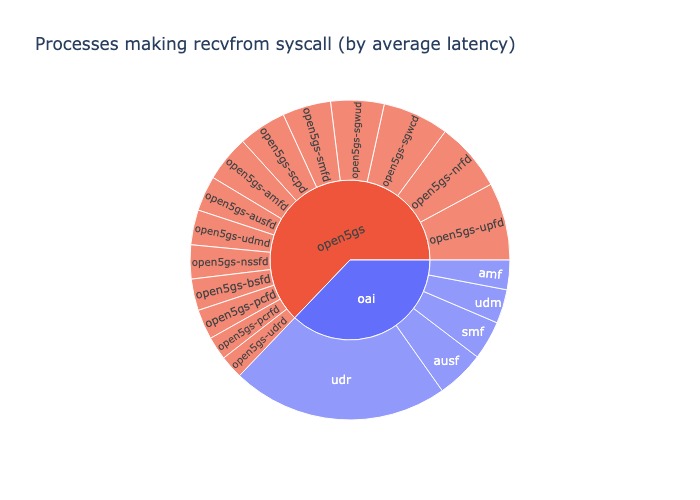 Processes making recvfrom syscall (by average latency)
open5gs-sgwud
open5gs-smfd
open5gs-sgwcd
open5gs-scpd
open5gs-nrfd
open5gs-amfd
open5gs-ausfd
open5gs-upfd
open5gs-udmd
open5gs
open5gs-nssfd
amf
open5gs-bsfd
oai
udm
open5gs-pcfd
open5gs-pcrfd
smf
open5gs-udrd
ausf
udr